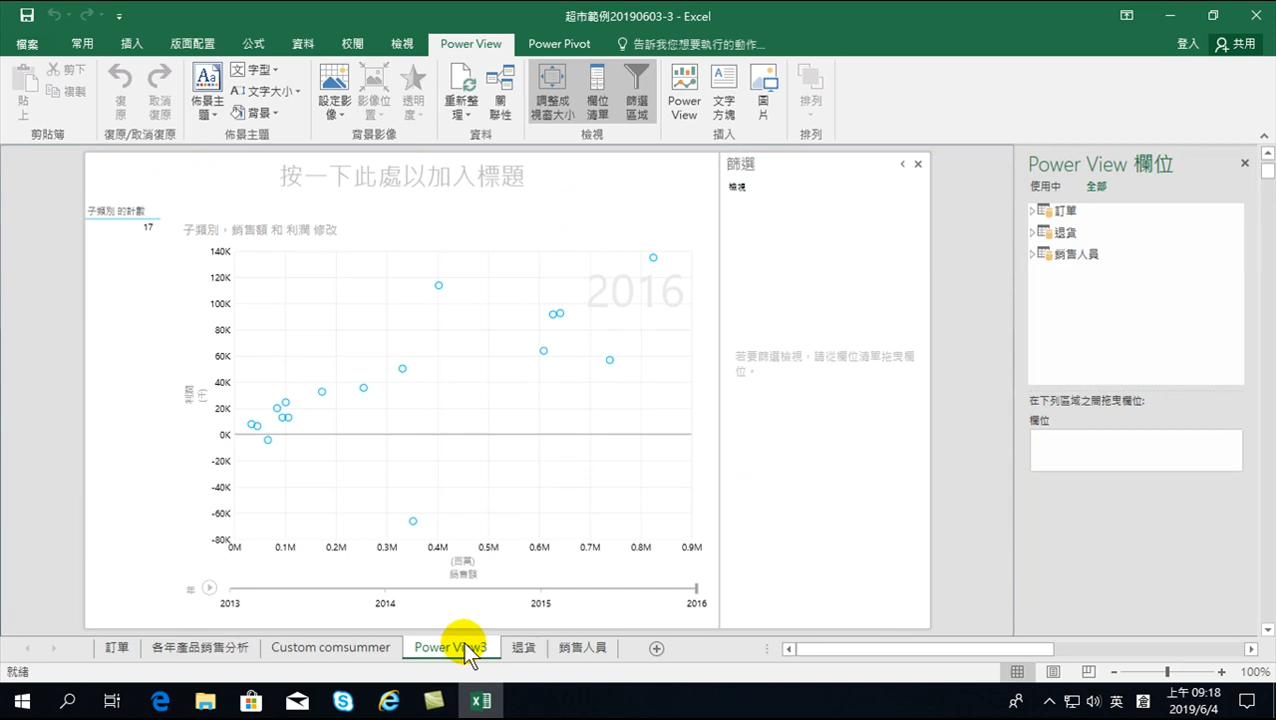 超市範例20190603-3 - Excel
檔案 常用 插入 版面配置 公式 資料 校閱 檢視 Power View Power Pivot 告訴我您想要執行的動作... 登入 共用
貼上 剪下 複製
剪貼簿
復原 取消復原
復原/取消復原
佈景主題 字型 文字大小 背景
佈景主題
設定影像 影像位置 透明度
背景影像
重新整理 關聯性
資料
調整成視窗大小 欄位清單 篩選區域
檢視
Power View 文字方塊 圖片
插入
排列
排列
按一下此處以加入標題
子類別 的計數
17
子類別，銷售額 和 利潤 修改
2016
140K
120K
100K
80K
60K
40K
20K
0K
-20K
-40K
-60K
-80K
利潤
(千)
0M 0.1M 0.2M 0.3M 0.4M 0.5M 0.6M 0.7M 0.8M 0.9M
(百萬)
銷售額
年
2013 2014 2015 2016
篩選
檢視
若要篩選檢視，請從欄位清單拖曳欄
位。
Power View 欄位
使用中 全部
訂單
退貨
銷售人員
在下列區域之間拖曳欄位:
欄位
訂單 各年產品銷售分析 Custom comsummer Power View3 退貨 銷售人員
就緒 100%
英
上午 09:18
2019/6/4